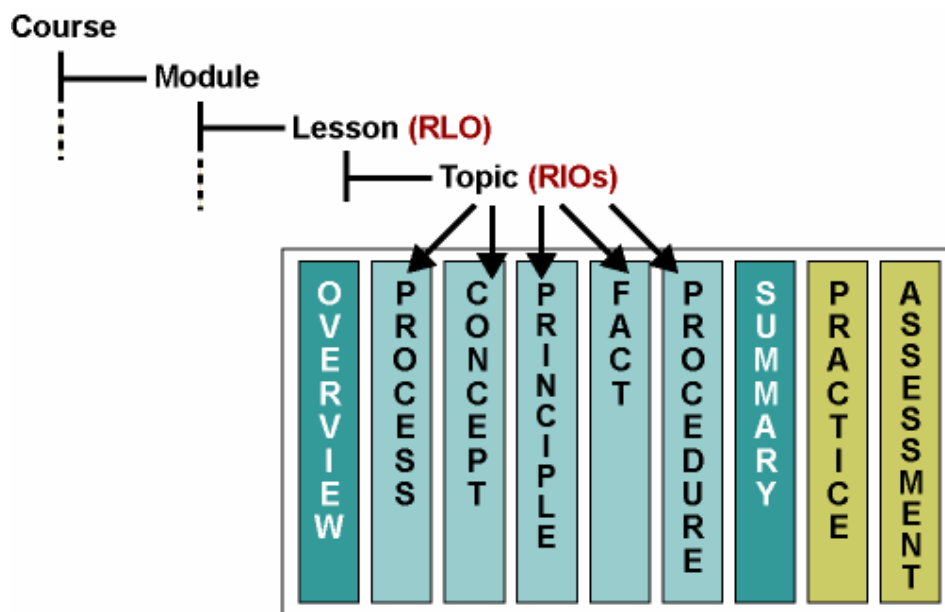 Course
Module
Lesson (RLO)
Topic (RIOs)
OVERVIEW
PROCESS
CONCEPT
PRINCIPLE
FACT
PROCEDURE
SUMMARY
PRACTICE
ASSESSMENT